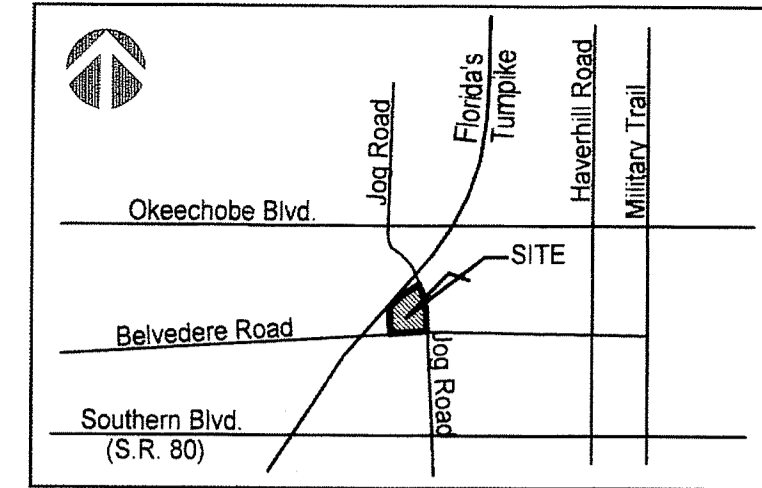 Jog Road
Florida's
Turnpike
Haverhill Road
Military Trail
Okeechobe Blvd.
SITE
Belvedere Road
Jog Road
Southern Blvd.
(S.R. 80)